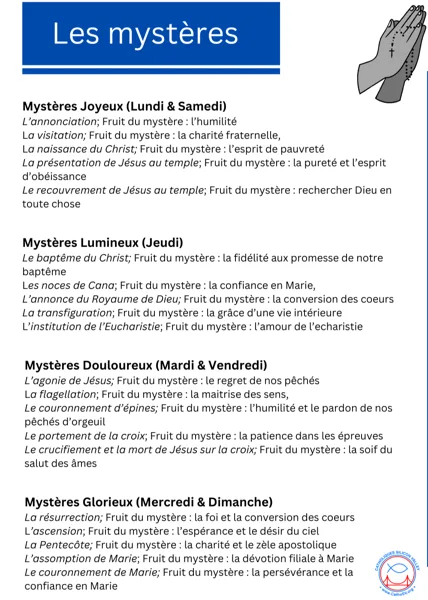 Les mystères
Mystères Joyeux (Lundi & Samedi)
L'annonciation; Fruit du mystère : l'humilité
La visitation; Fruit du mystère : la charité fraternelle,
La naissance du Christ; Fruit du mystère : l'esprit de pauvreté
La présentation de Jésus au temple; Fruit du mystère : la pureté et l'esprit
d'obéissance
Le recouvrement de Jésus au temple; Fruit du mystère : rechercher Dieu en
toute chose
Mystères Lumineux (Jeudi)
Le baptême du Christ; Fruit du mystère : la fidélité aux promesse de notre
baptême
Les noces de Cana; Fruit du mystère : la confiance en Marie,
L'annonce du Royaume de Dieu; Fruit du mystère : la conversion des coeurs
La transfiguration; Fruit du mystère : la grâce d'une vie intérieure
L'institution de l'Eucharistie; Fruit du mystère : l'amour de l'echaristie
Mystères Douloureux (Mardi & Vendredi)
L'agonie de Jésus; Fruit du mystère : le regret de nos pêchés
La flagellation; Fruit du mystère : la maitrise des sens,
Le couronnement d'épines; Fruit du mystère : l'humilité et le pardon de nos
pêchés d'orgeuil
Le portement de la croix; Fruit du mystère : la patience dans les épreuves
Le crucifiement et la mort de Jésus sur la croix; Fruit du mystère : la soif du
salut des âmes
Mystères Glorieux (Mercredi & Dimanche)
La résurrection; Fruit du mystère : la foi et la conversion des coeurs
L'ascension; Fruit du mystère : l'espérance et le désir du ciel
La Pentecôte; Fruit du mystère : la charité et le zèle apostolique
L'assomption de Marie; Fruit du mystère : la dévotion filiale à Marie
Le couronnement de Marie; Fruit du mystère : la persévérance et la
confiance en Marie